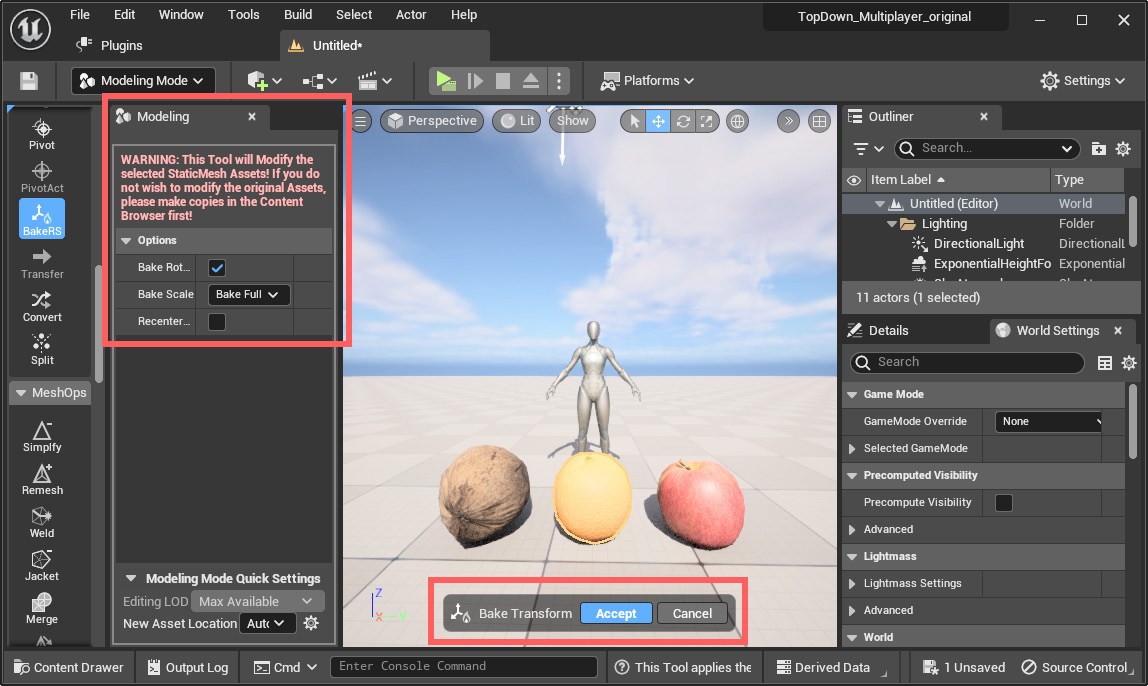 File Edit Window Tools Build Select Actor Help
TopDown_Multiplayer_original
Plugins
Untitled*
Modeling Mode
Platforms
Settings
Pivot
PivotAct
BakeRS
Transfer
Convert
Split
MeshOps
Simplfy
Remesh
Weld
Jacket
Merge
Modeling
WARNING: This Tool will Modify the
selected StaticMesh Assets! If you do
not wish to modify the original Assets,
please make copies in the Content
Browser first!
Options
Bake Rot...
Bake Scale Bake Full
Recenter...
Modeling Mode Quick Settings
Editing LOD Max Available
New Asset Location Aut
Perspective Lit Show
Z
X Y
Bake Transform Accept Cancel
Outliner
Search...
Item Label Type
Untitled (Editor) World
Lighting Folder
DirectionalLight DirectionalL
ExponentialHeightFo Exponential
11 actors (1 selected)
Details World Settings
Search
Game Mode
GameMode Override None
Selected GameMode
Precomputed Visibility
Precompute Visibility
Advanced
Lightmass
Lightmass Settings
Advanced
World
Content Drawer Output Log Cmd Enter Console Command This Tool applies the Derived Data 1 Unsaved Source Control